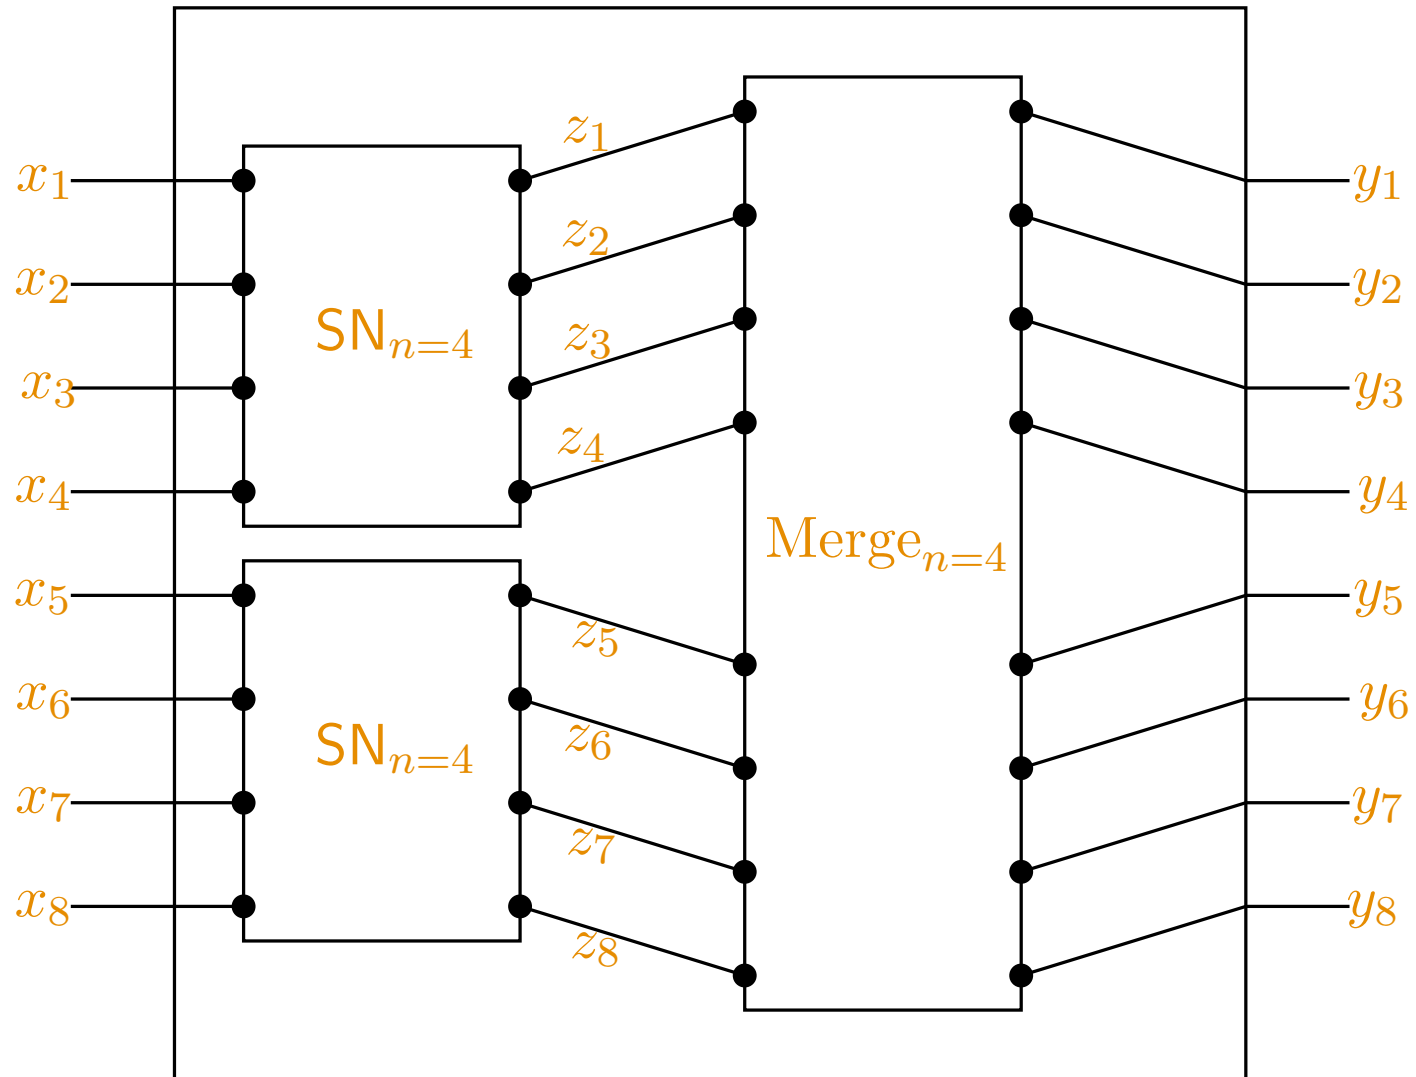 x₁
x₂
x₃
x₄
x₅
x₆
x₇
x₈
SNₙ₌₄
SNₙ₌₄
z₁
z₂
z₃
z₄
z₅
z₆
z₇
z₈
Mergeₙ₌₄
y₁
y₂
y₃
y₄
y₅
y₆
y₇
y₈